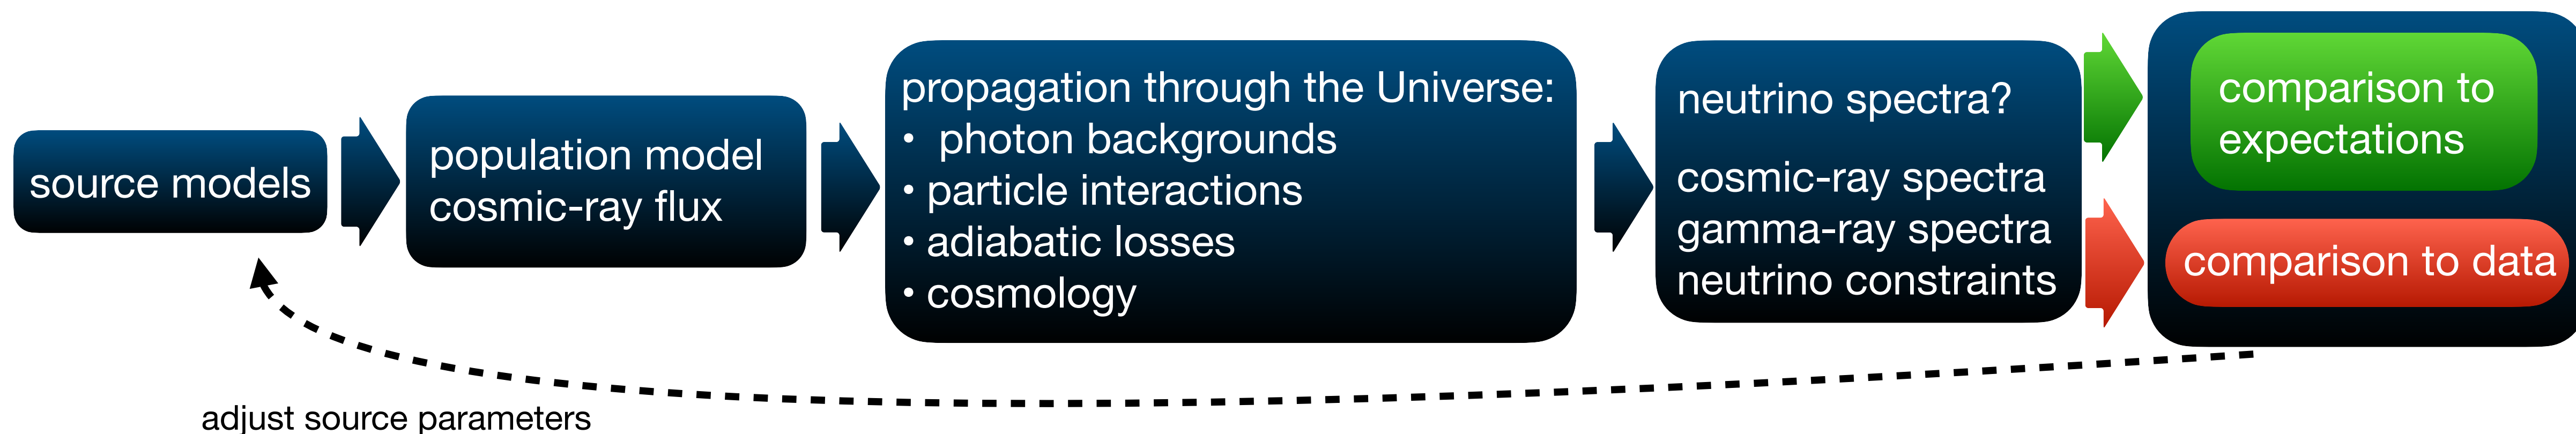 source models
population model
cosmic-ray flux
propagation through the Universe:
• photon backgrounds
• particle interactions
• adiabatic losses
• cosmology
neutrino spectra?
cosmic-ray spectra
gamma-ray spectra
neutrino constraints
comparison to
expectations
comparison to data
adjust source parameters